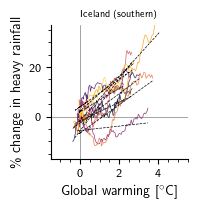 Iceland (southern)
% change in heavy rainfall
20
0
0
2
4
Global warming [°C]